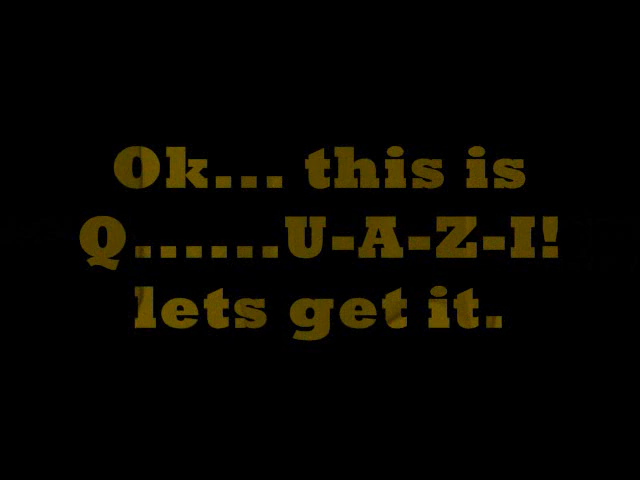 Ok... this is
Q......U-A-Z-I!
lets get it.